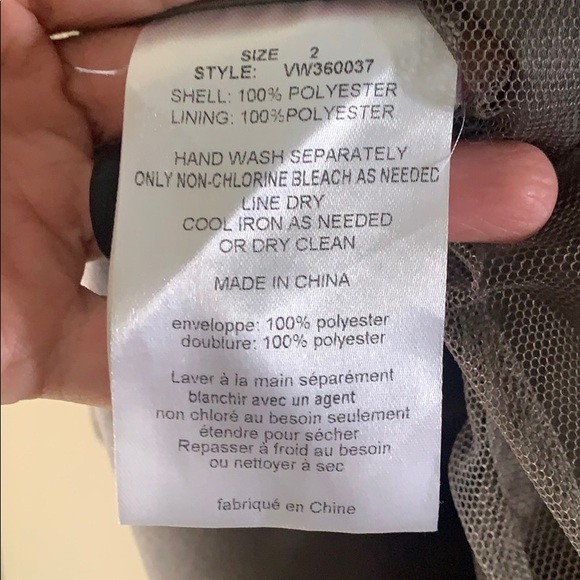 SIZE 2
STYLE: VW360037
SHELL: 100% POLYESTER
LINING: 100%POLYESTER
HAND WASH SEPARATELY
ONLY NON-CHLORINE BLEACH AS NEEDED
LINE DRY
COOL IRON AS NEEDED
OR DRY CLEAN
MADE IN CHINA
enveloppe: 100% polyester
doublure: 100% polyester
Laver à la main séparément
blanchir avec un agent
non chloré au besoin seulement
étendre pour sécher
Repasser à froid au besoin
ou nettoyer à sec
fabriqué en Chine